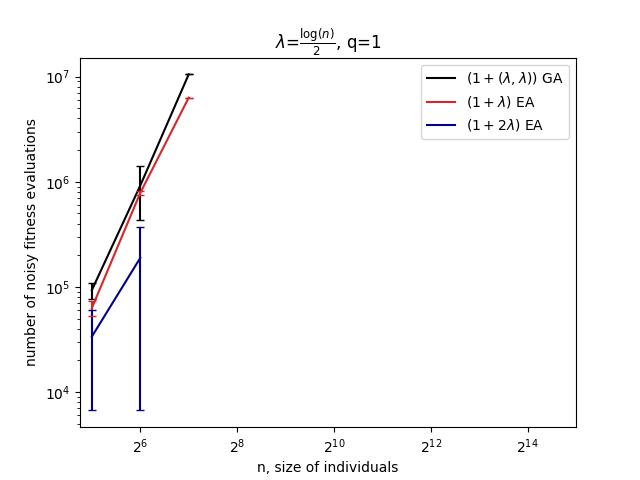 λ=log(n)/2, q=1
number of noisy fitness evaluations
10^7
10^6
10^5
10^4
(1 + (λ, λ)) GA
(1 + λ) EA
(1 + 2λ) EA
2^6 2^8 2^10 2^12 2^14
n, size of individuals